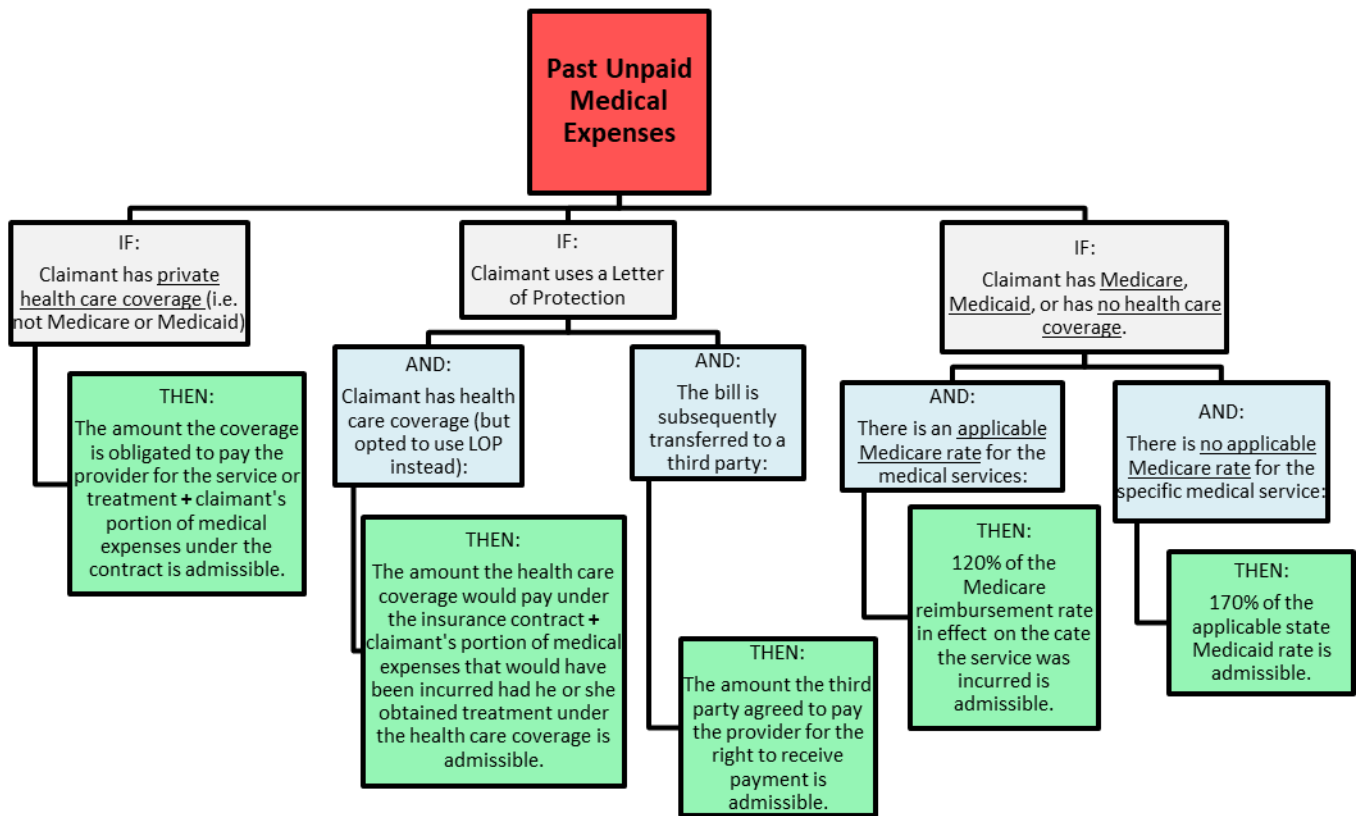 Past Unpaid
Medical
Expenses
IF:
Claimant has private
health care coverage (i.e.
not Medicare or Medicaid)
THEN:
The amount the coverage
is obligated to pay the
provider for the service or
treatment + claimant's
portion of medical
expenses under the
contract is admissible.
IF:
Claimant uses a Letter
of Protection
AND:
Claimant has health
care coverage (but
opted to use LOP
instead):
THEN:
The amount the health care
coverage would pay under
the insurance contract +
claimant's portion of medical
expenses that would have
been incurred had he or she
obtained treatment under
the health care coverage is
admissible.
AND:
The bill is
subsequently
transferred to a
third party:
THEN:
The amount the third
party agreed to pay
the provider for the
right to receive
payment is
admissible.
IF:
Claimant has Medicare,
Medicaid, or has no health care
coverage.
AND:
There is an applicable
Medicare rate for the
medical services:
THEN:
120% of the
Medicare
reimbursement rate
in effect on the cate
the service was
incurred is
admissible.
AND:
There is no applicable
Medicare rate for the
specific medical service:
THEN:
170% of the
applicable state
Medicaid rate is
admissible.